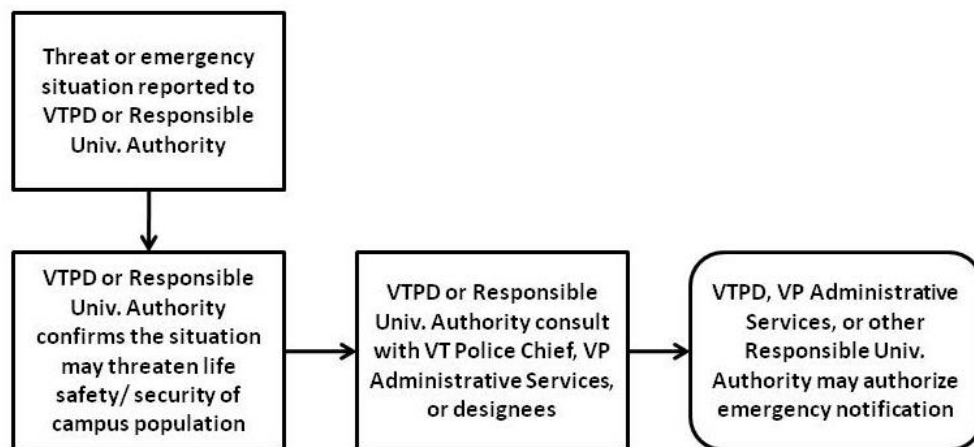 Threat or emergency
situation reported to
VTPD or Responsible
Univ. Authority
VTPD or Responsible
Univ. Authority
confirms the situation
may threaten life
safety/ security of
campus population
VTPD or Responsible
Univ. Authority consult
with VT Police Chief, VP
Administrative Services,
or designees
VTPD, VP Administrative
Services, or other
Responsible Univ.
Authority may authorize
emergency notification